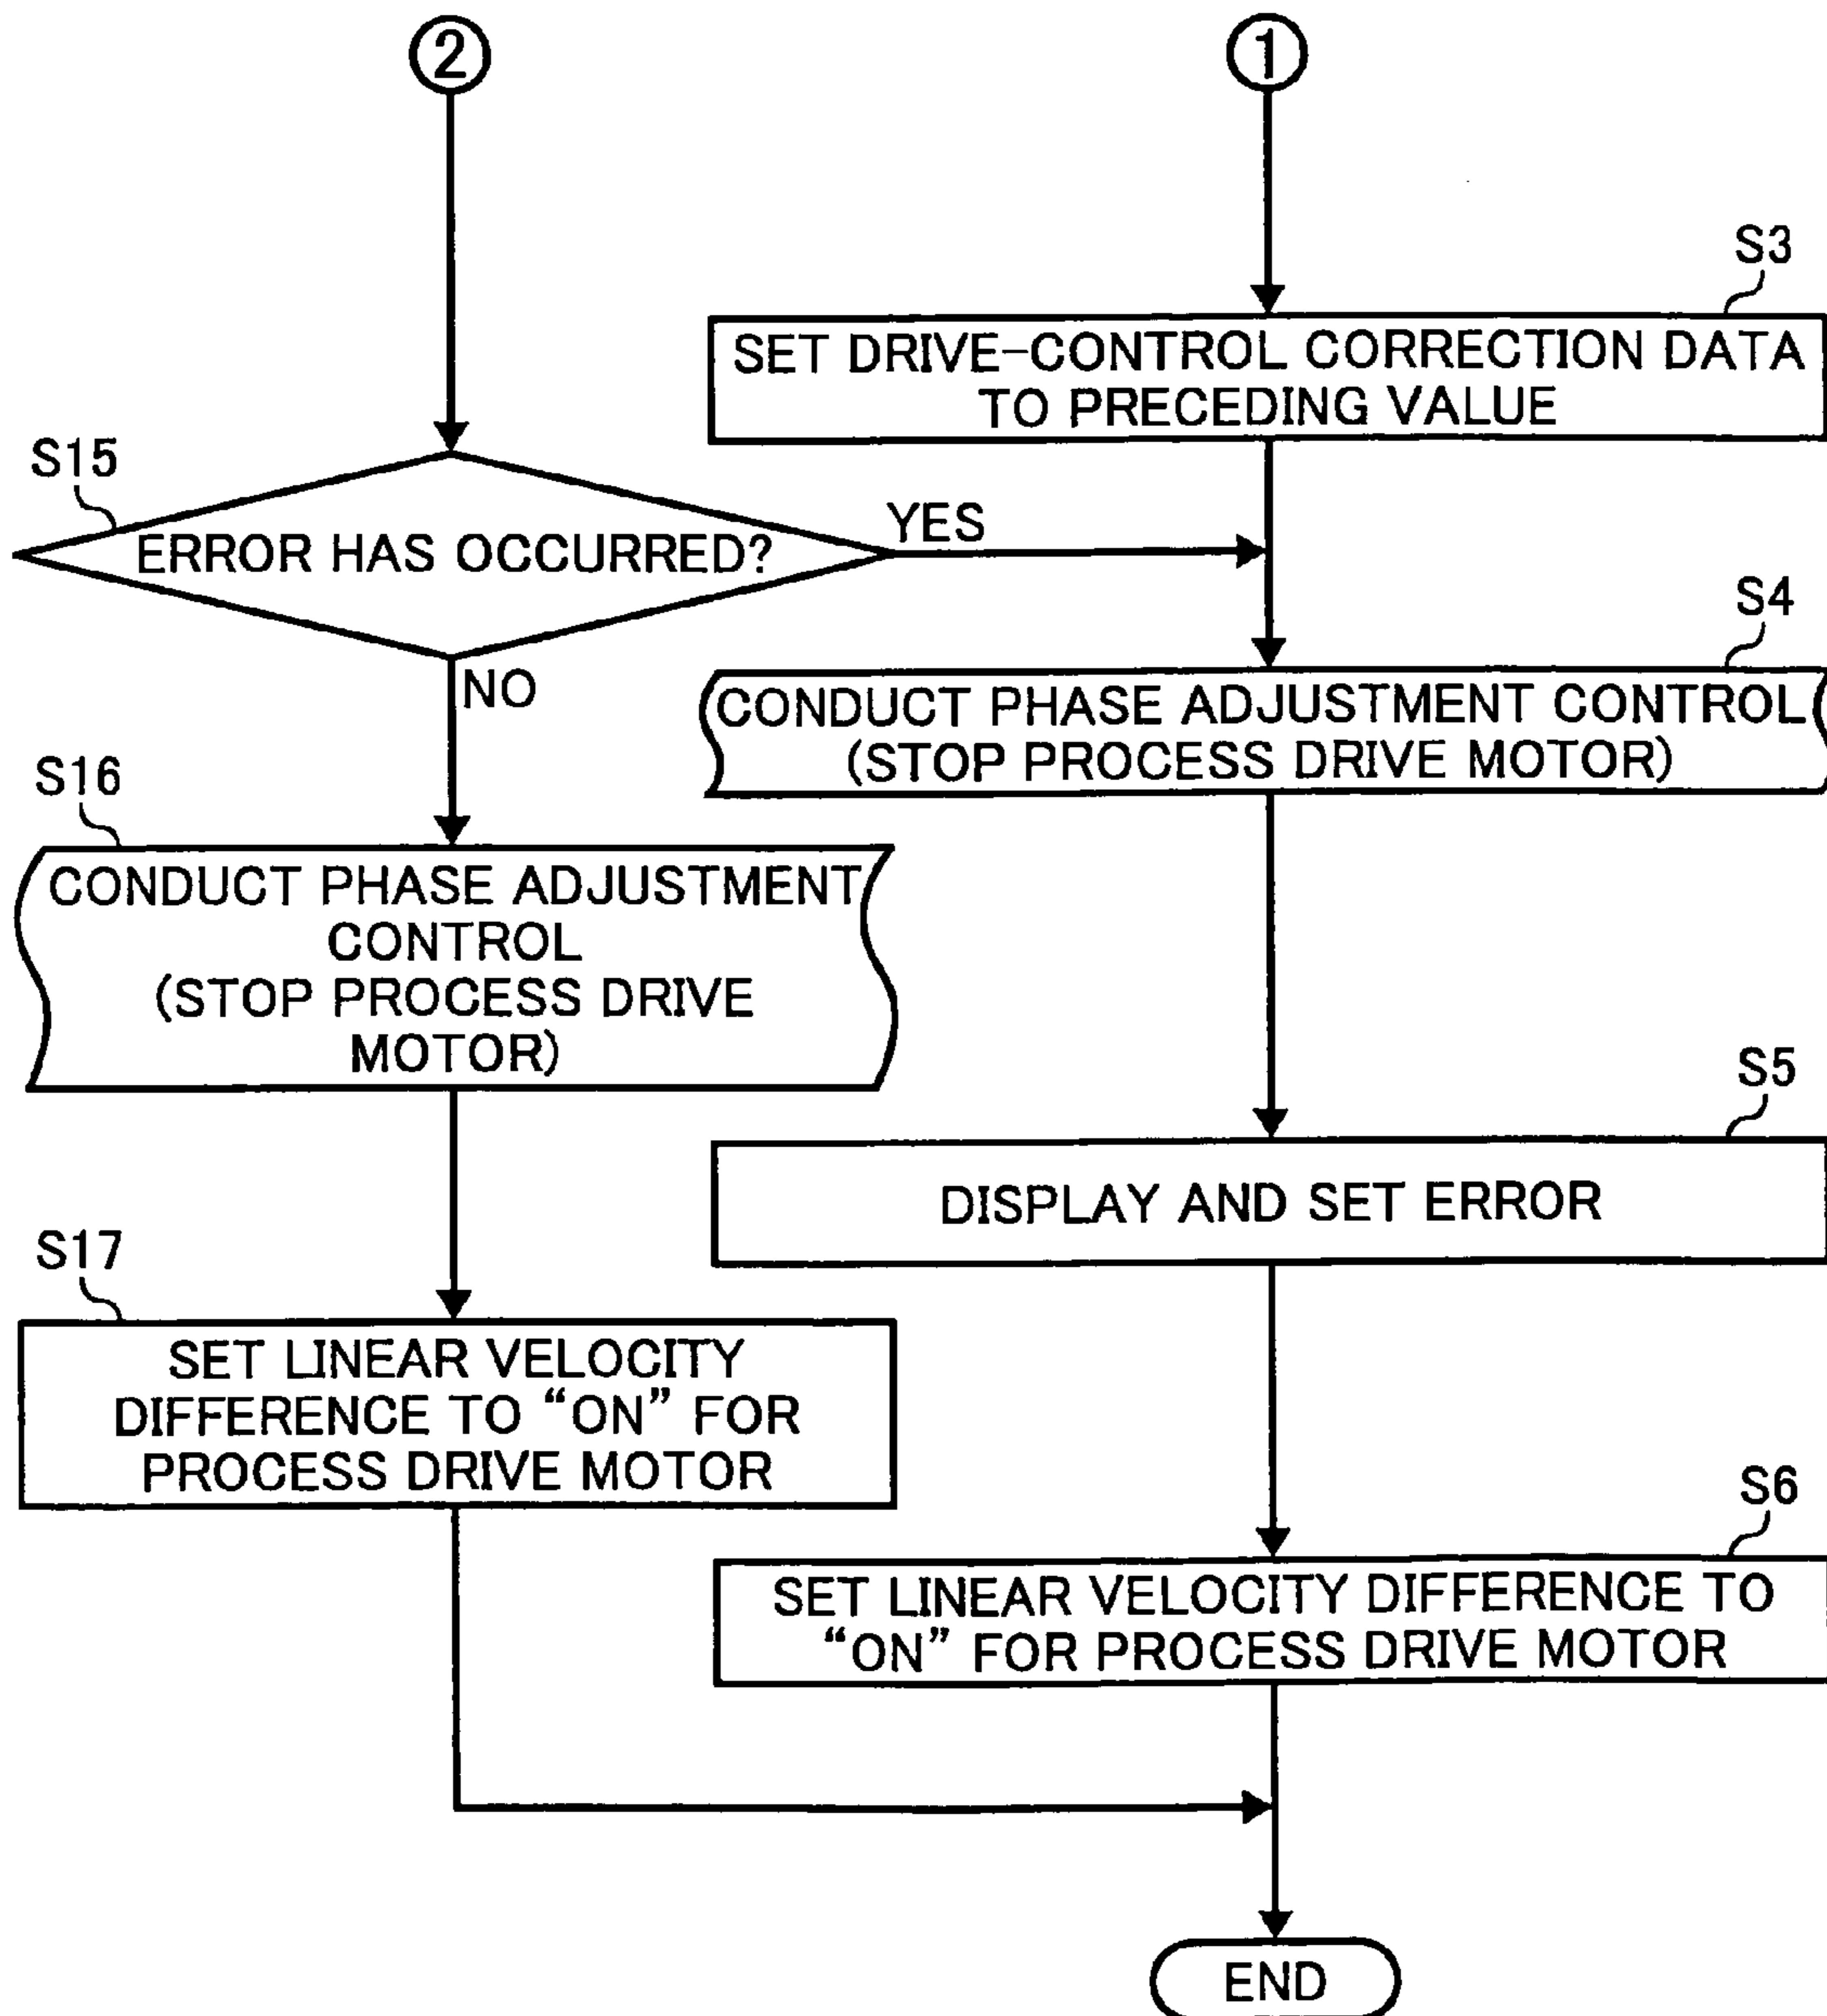 2
1
S3
SET DRIVE-CONTROL CORRECTION DATA
TO PRECEDING VALUE
S15
ERROR HAS OCCURRED?
YES
NO
S4
CONDUCT PHASE ADJUSTMENT CONTROL
(STOP PROCESS DRIVE MOTOR)
S16
CONDUCT PHASE ADJUSTMENT
CONTROL
(STOP PROCESS DRIVE
MOTOR)
S5
DISPLAY AND SET ERROR
S17
SET LINEAR VELOCITY
DIFFERENCE TO “ON” FOR
PROCESS DRIVE MOTOR
S6
SET LINEAR VELOCITY DIFFERENCE TO
“ON” FOR PROCESS DRIVE MOTOR
END